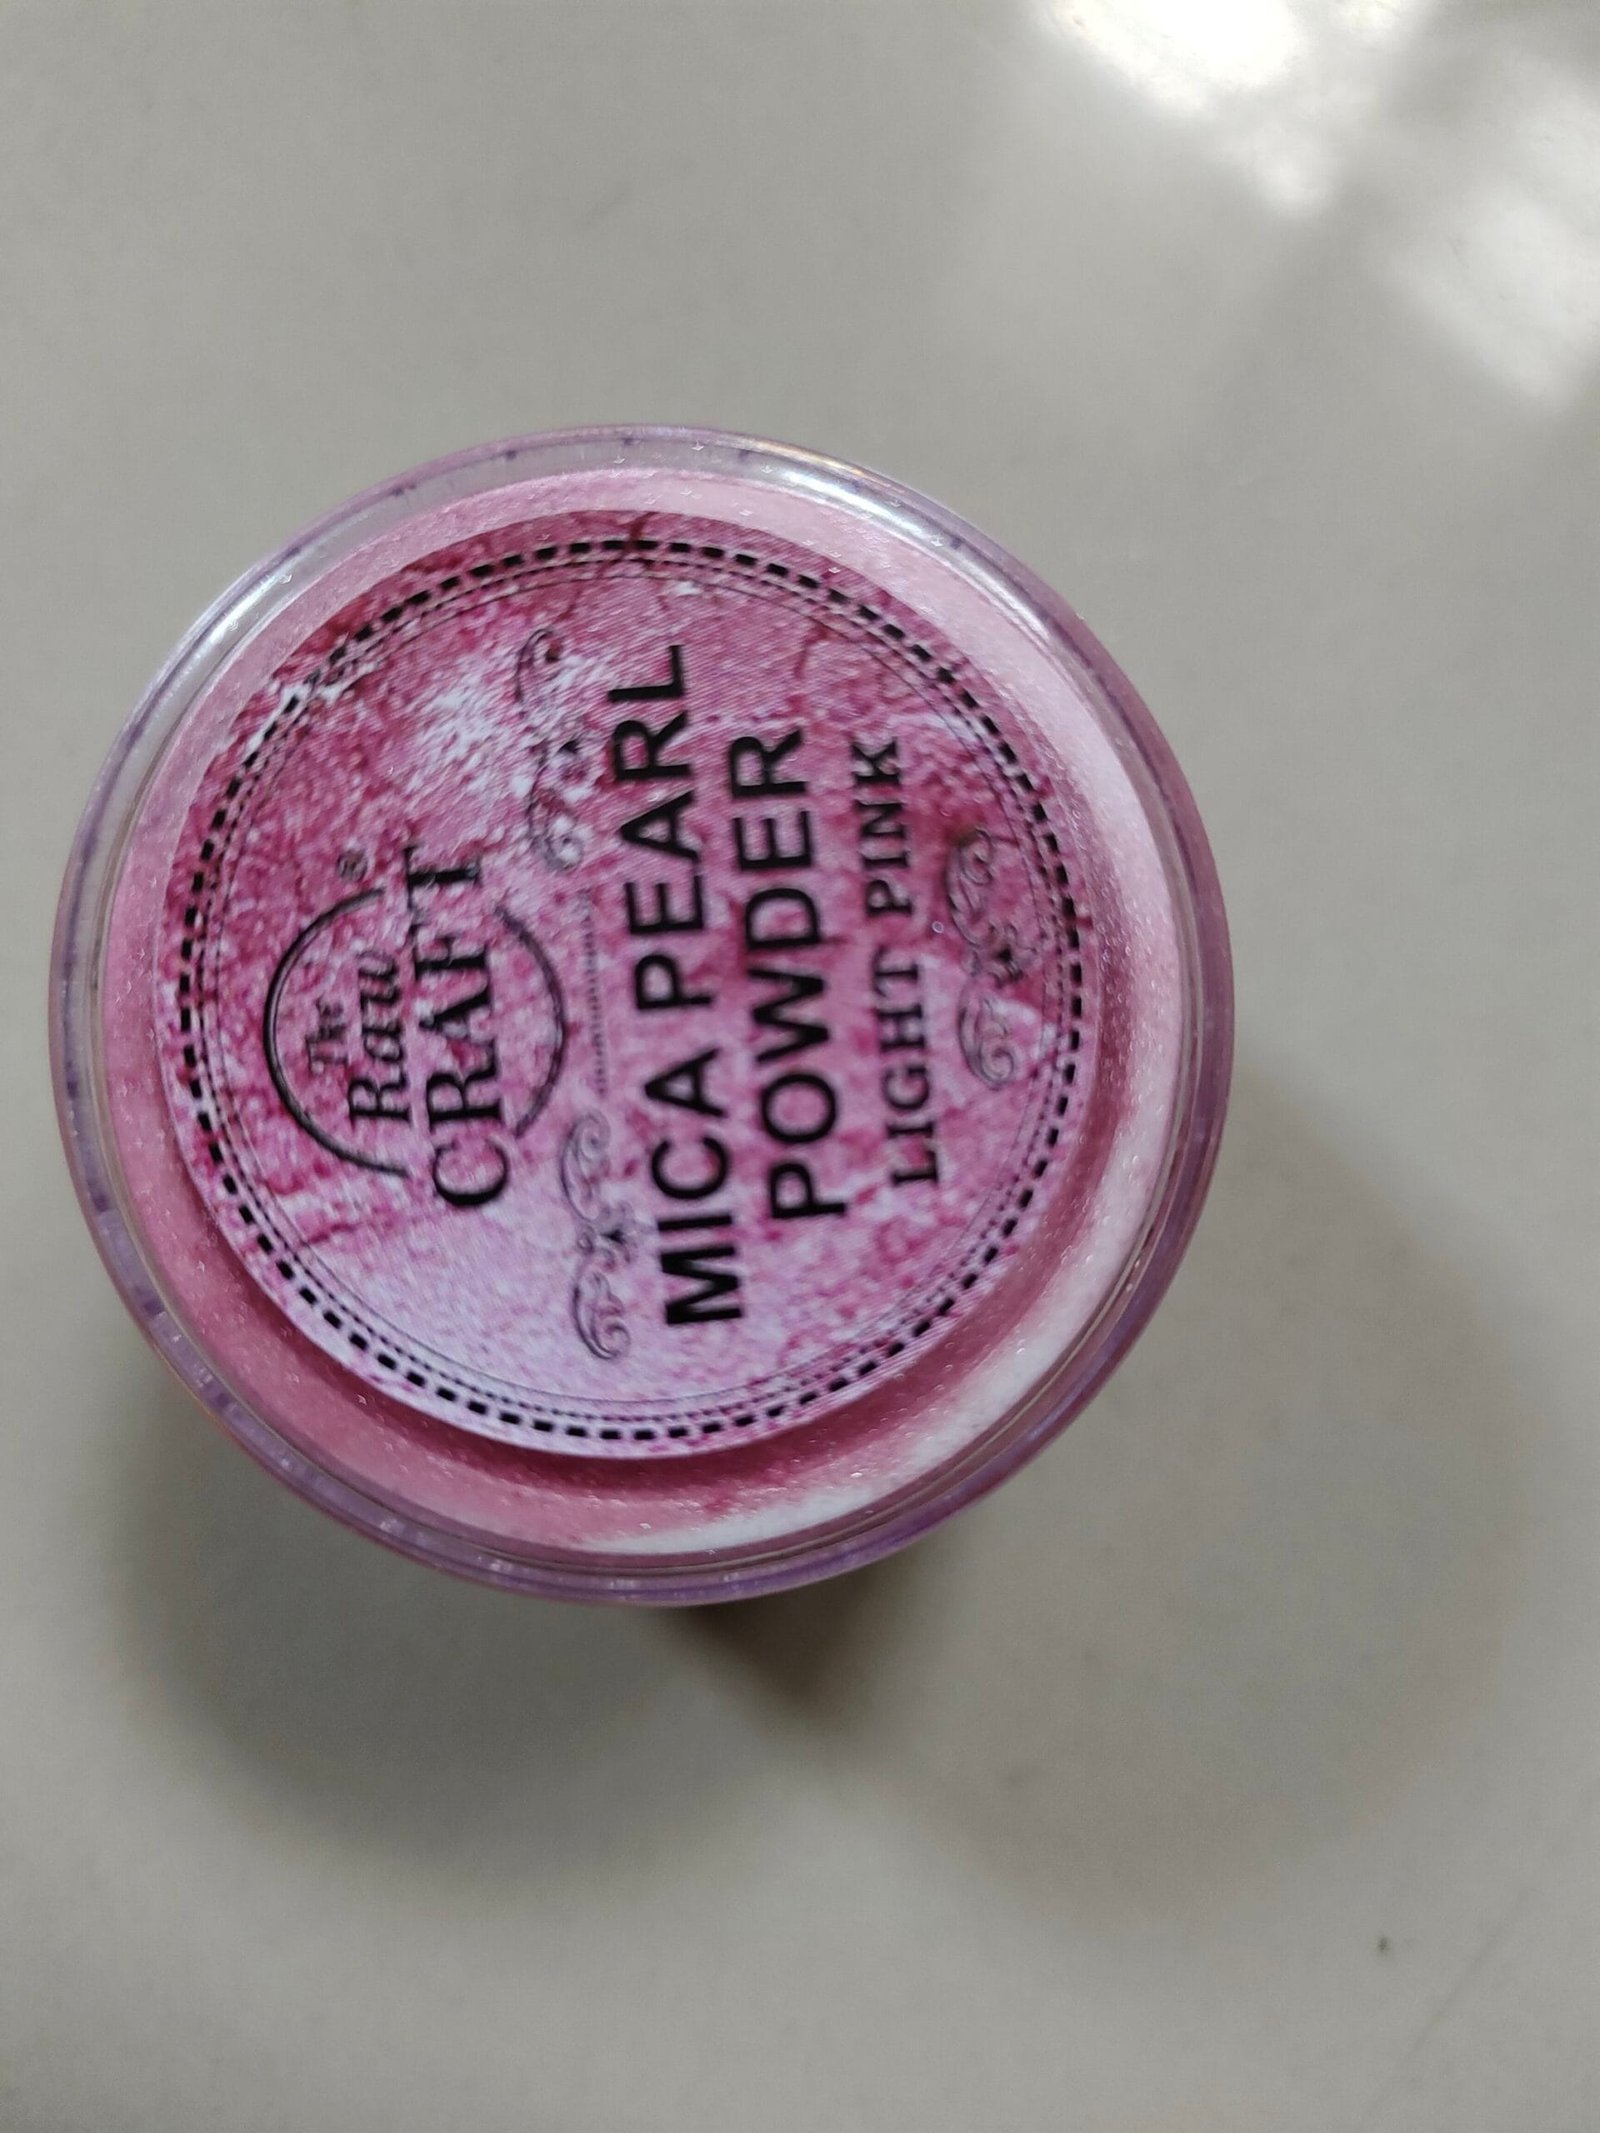 The
Raw
CRAFT
MICA PEARL
POWDER
LIGHT PINK